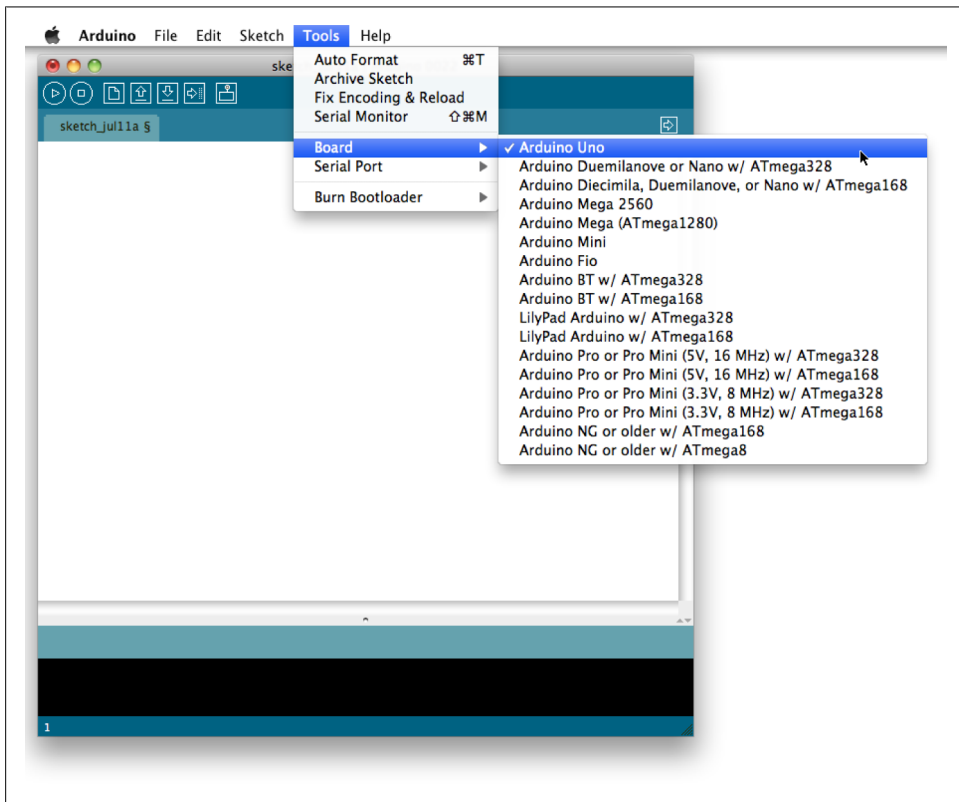 Arduino File Edit Sketch Tools Help
ske
Auto Format ⌘T
Archive Sketch
Fix Encoding & Reload
Serial Monitor ⇧⌘M
sketch_jul11a §
Board
Serial Port
Burn Bootloader
✓ Arduino Uno
Arduino Duemilanove or Nano w/ ATmega328
Arduino Diecimila, Duemilanove, or Nano w/ ATmega168
Arduino Mega 2560
Arduino Mega (ATmega1280)
Arduino Mini
Arduino Fio
Arduino BT w/ ATmega328
Arduino BT w/ ATmega168
LilyPad Arduino w/ ATmega328
LilyPad Arduino w/ ATmega168
Arduino Pro or Pro Mini (5V, 16 MHz) w/ ATmega328
Arduino Pro or Pro Mini (5V, 16 MHz) w/ ATmega168
Arduino Pro or Pro Mini (3.3V, 8 MHz) w/ ATmega328
Arduino Pro or Pro Mini (3.3V, 8 MHz) w/ ATmega168
Arduino NG or older w/ ATmega168
Arduino NG or older w/ ATmega8
1